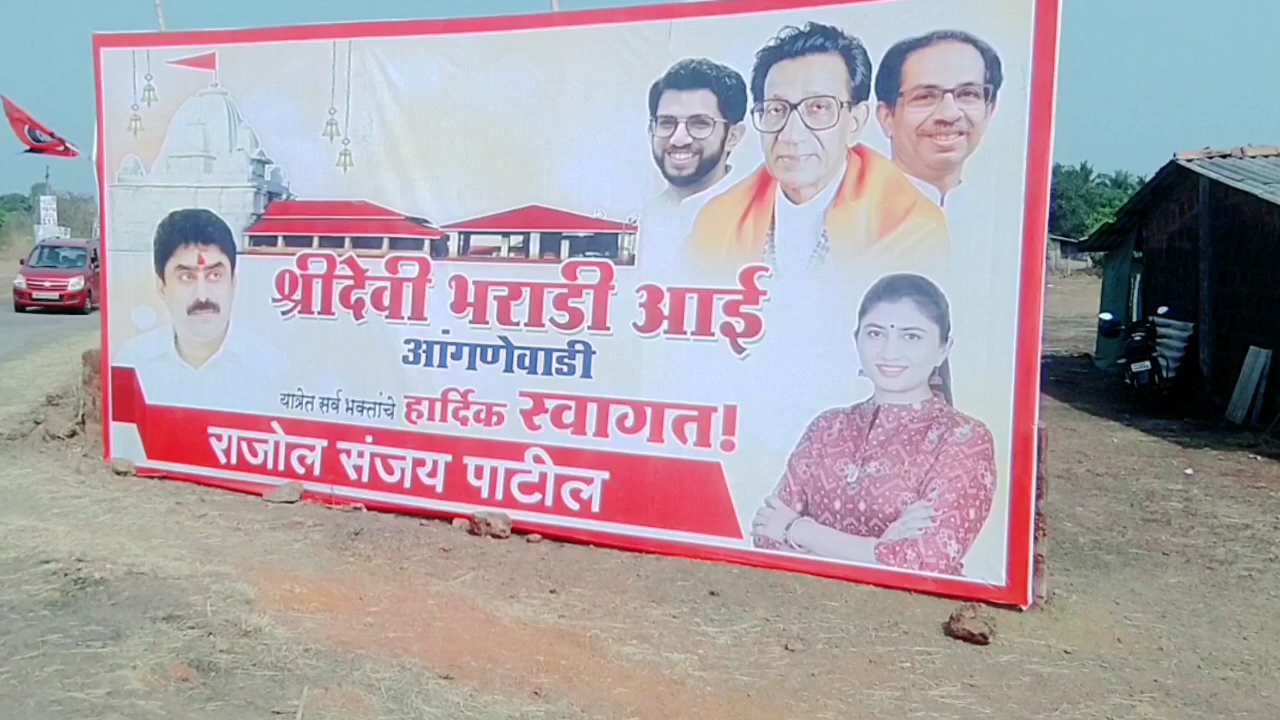 श्रीदेवी भराडी आई
आंगणेवाडी
यात्रेत सर्व भक्तांचे हार्दिक स्वागत!
राजोल संजय पाटील